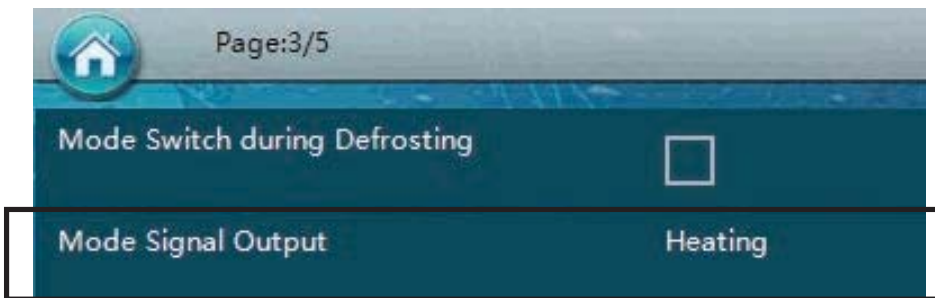 Page:3/5
Mode Switch during Defrosting
Mode Signal Output Heating